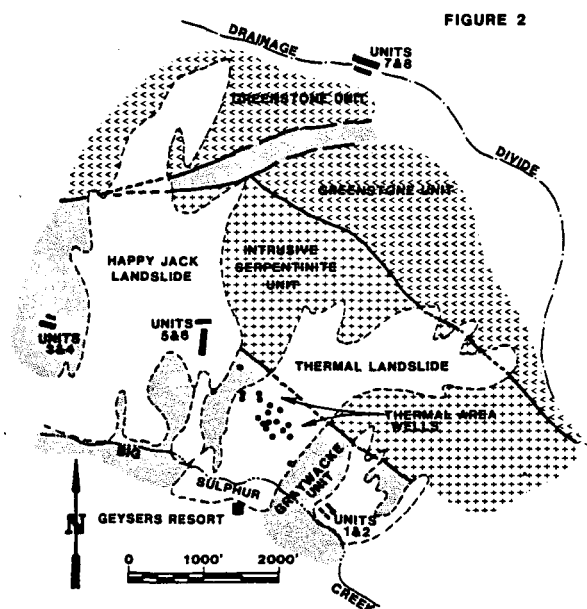 FIGURE 2
DRAINAGE
DIVIDE
UNITS
7&8
GREENSTONE UNIT
GREENSTONE UNIT
HAPPY JACK
LANDSLIDE
INTRUSIVE
SERPENTINITE
UNIT
UNITS
3&4
UNITS
5&6
THERMAL LANDSLIDE
THERMAL AREA
WELLS
BIG
SULPHUR
CREEK
GRAYWACKE
UNIT
GEYSERS RESORT
UNITS
1&2
N
0 1000' 2000'